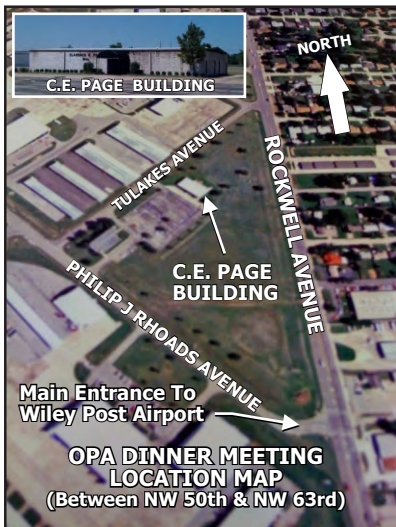 C.E. PAGE BUILDING
NORTH
TULAKES AVENUE
ROCKWELL AVENUE
C.E. PAGE
BUILDING
PHILIP J RHOADS AVENUE
Main Entrance To
Wiley Post Airport
OPA DINNER MEETING
LOCATION MAP
(Between NW 50th & NW 63rd)